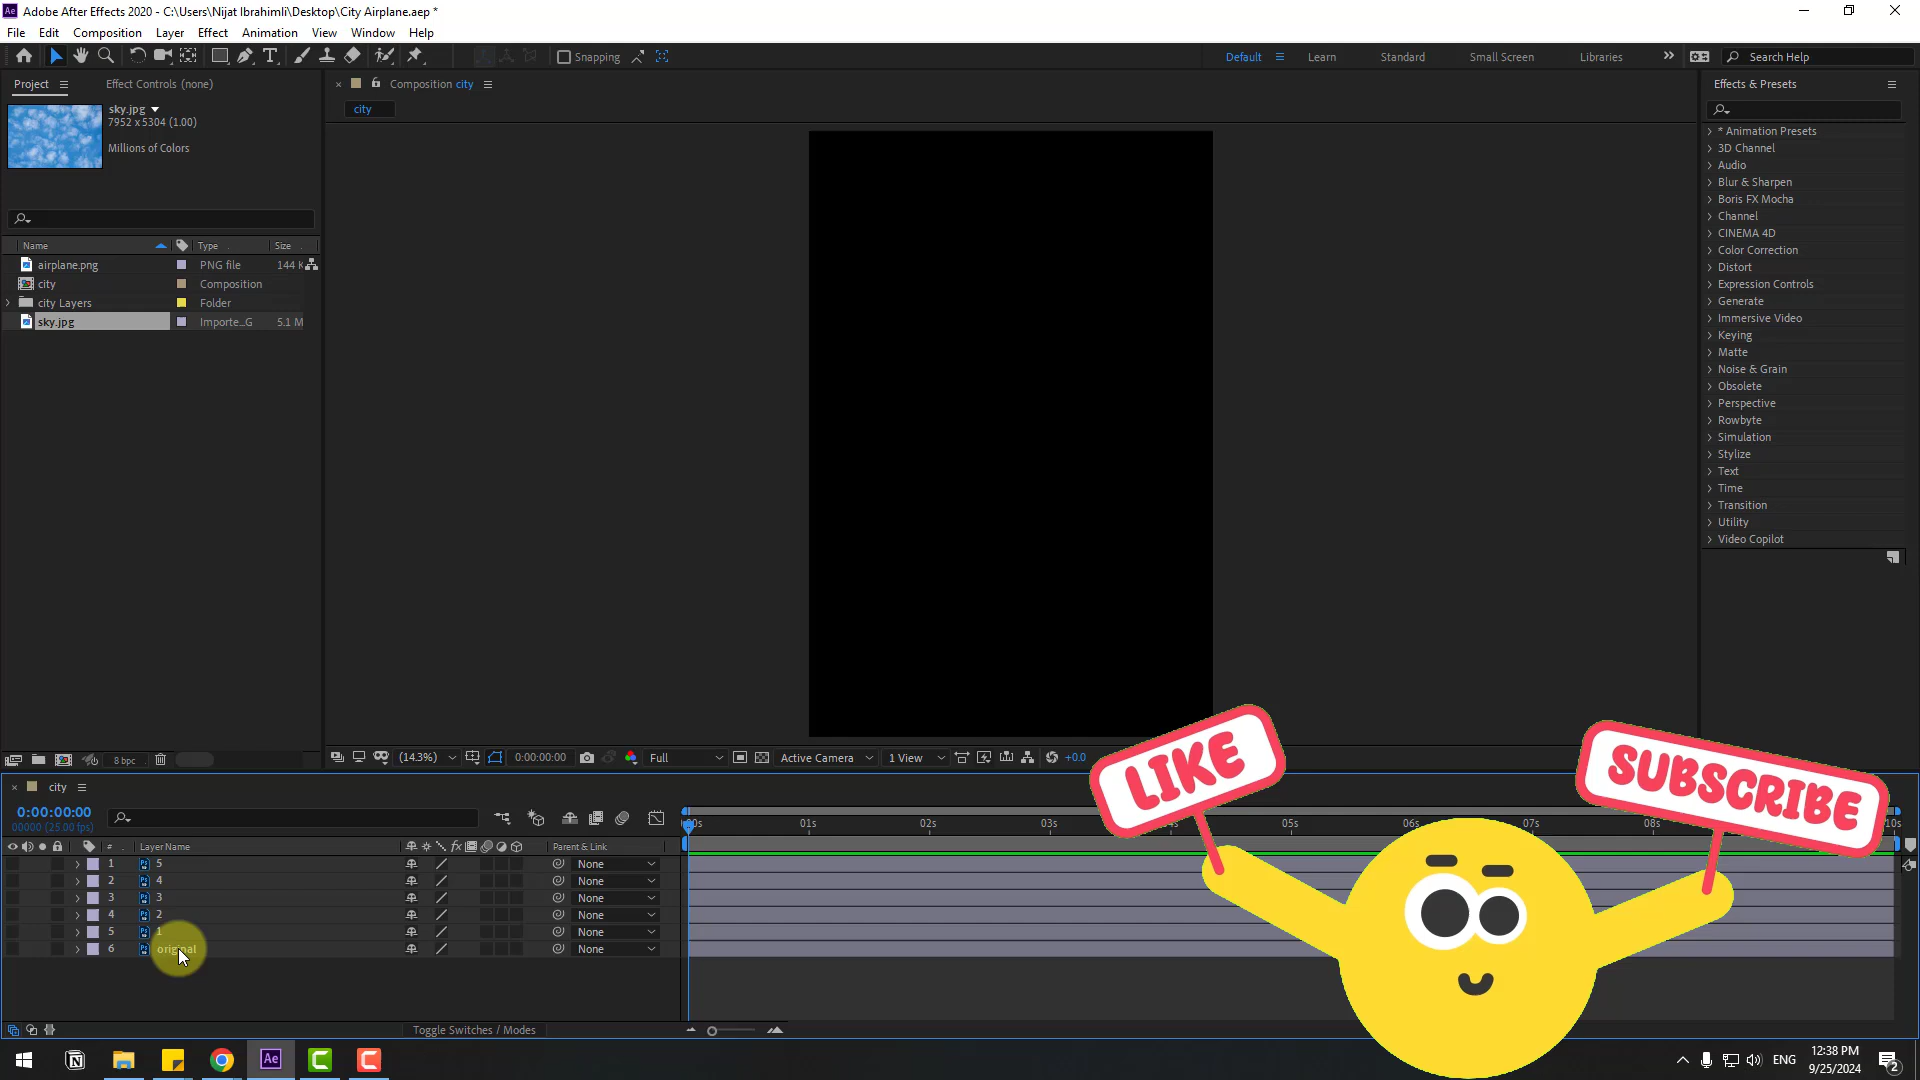 Adobe After Effects 2020 - C:\Users\Nijat Ibrahimli\Desktop\City Airplane.aep *
File Edit Composition Layer Effect Animation View Window Help
Snapping Default Learn Standard Small Screen Libraries Search Help
Project Effect Controls (none) Composition city Effects & Presets
sky.jpg
7952 x 5304 (1.00)
Millions of Colors
city
Name Type Size
airplane.png PNG file 144 K
city Composition
city Layers Folder
sky.jpg Importe...G 5.1 M
* Animation Presets
3D Channel
Audio
Blur & Sharpen
Boris FX Mocha
Channel
CINEMA 4D
Color Correction
Distort
Expression Controls
Generate
Immersive Video
Keying
Matte
Noise & Grain
Obsolete
Perspective
Rowbyte
Simulation
Stylize
Text
Time
Transition
Utility
Video Copilot
8 bpc (14.3%) 0:00:00:00 Full Active Camera 1 View +0.0
LIKE
SUBSCRIBE
city
0:00:00:00
00000 (25.00 fps)
01s 02s 03s 05s 06s 07s 08s 10s
# Layer Name Parent & Link
1 5 None
2 4 None
3 3 None
4 2 None
5 1 None
6 original None
Toggle Switches / Modes
ENG 12:38 PM
9/25/2024
2